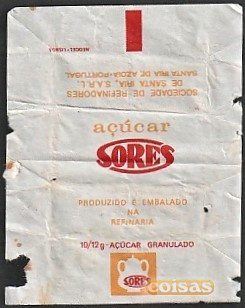 SOCIEDADE DE REFINADORES
DE SANTA IRIA, S.A.R.L.
SANTA IRIA DE AZOIA-PORTUGAL
açúcar
SORES
PRODUZIDO E EMBALADO
NA
REFINARIA
10/12g-AÇÚCAR GRANULADO
SORES
coisas